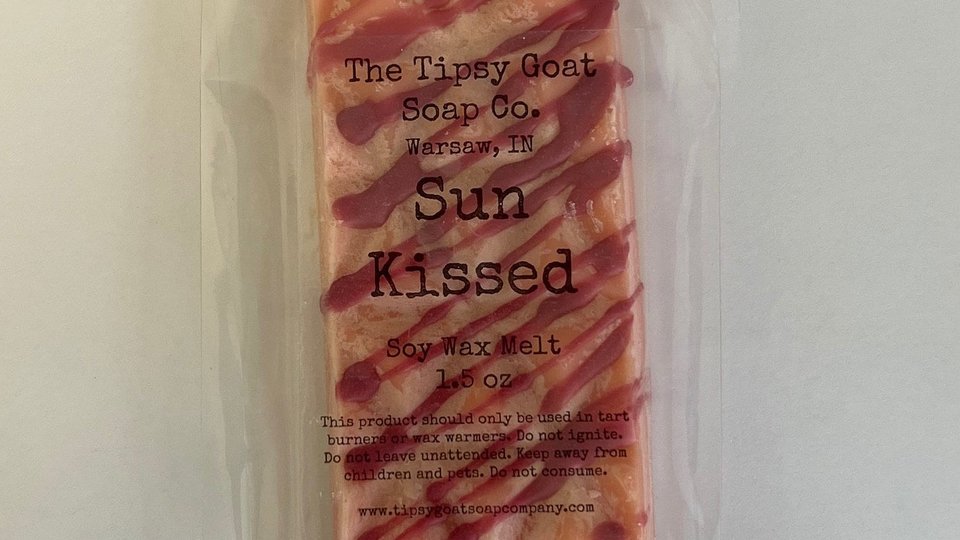 The Tipsy Goat
Soap Co.
Warsaw, IN
Sun
Kissed
Soy Wax Melt
1.5 oz
This product should only be used in tart
burners or wax warmers. Do not ignite.
Do not leave unattended. Keep away from
children and pets. Do not consume.
www.tipsygoatsoapcompany.com